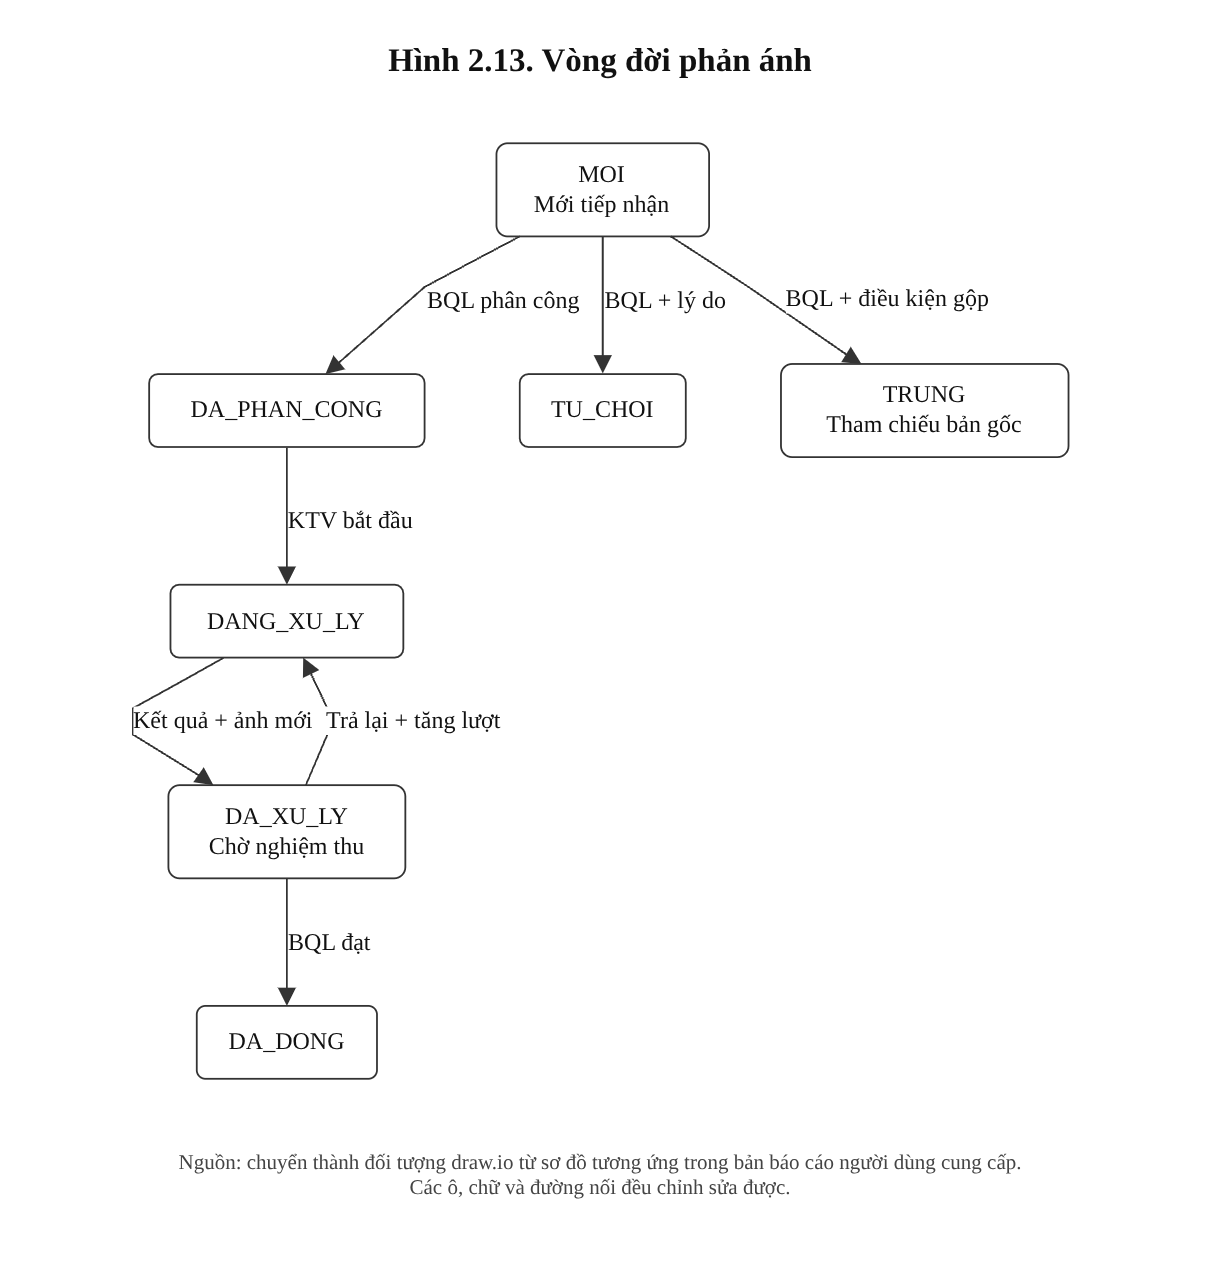 Hình 2.13. Vòng đời phản ánh
MOI
Mới tiếp nhận
BQL phân công
BQL + lý do
BQL + điều kiện gộp
DA_PHAN_CONG
TU_CHOI
TRUNG
Tham chiếu bản gốc
KTV bắt đầu
DANG_XU_LY
Kết quả + ảnh mới
Trả lại + tăng lượt
DA_XU_LY
Chờ nghiệm thu
BQL đạt
DA_DONG
Nguồn: chuyển thành đối tượng draw.io từ sơ đồ tương ứng trong bản báo cáo người dùng cung cấp.
Các ô, chữ và đường nối đều chỉnh sửa được.